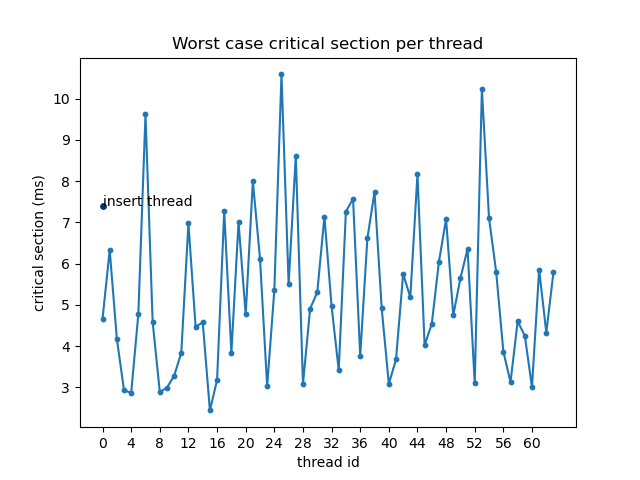 Worst case critical section per thread
critical section (ms)
10
9
8
7
6
5
4
3
insert thread
0 4 8 12 16 20 24 28 32 36 40 44 48 52 56 60
thread id